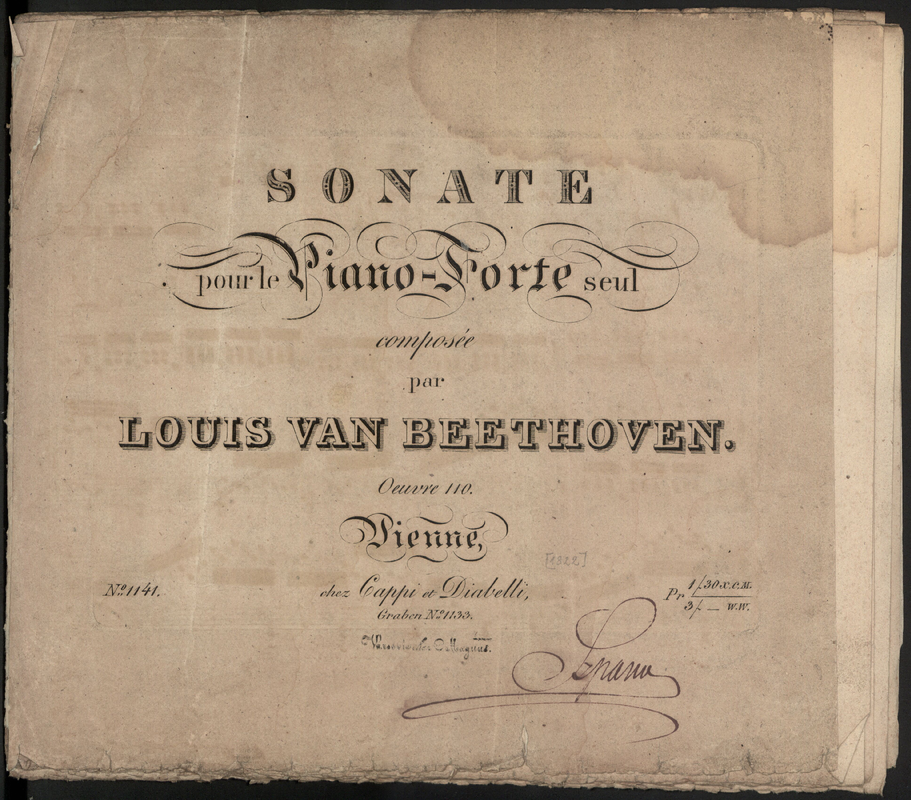 SONATE
pour le Piano-Forte seul
composée
par
LOUIS VAN BEETHOVEN.
Oeuvre 110.
Vienne,
[1822]
No. 1141.
chez Cappi et Diabelli,
Graben No. 1133.
Pr. 1/30 x. C.M.
3/— W.W.